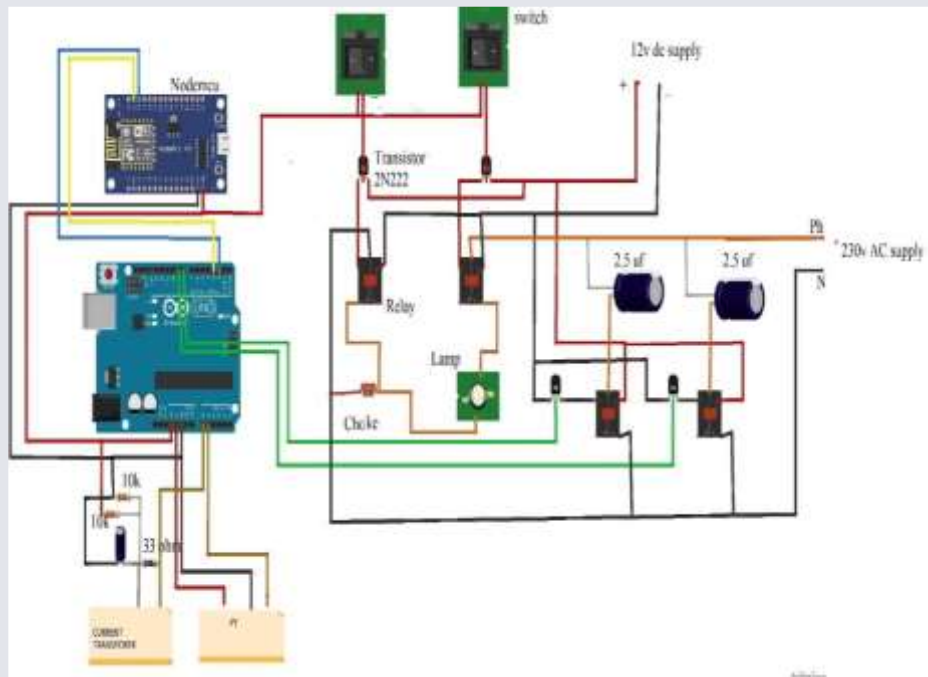 switch
12v dc supply
+
-
Nodemcu
Transistor
2N222
Ph
230v AC supply
N
2.5 uf
2.5 uf
Relay
Lamp
Choke
10k
10k
33 ohms
CURRENT
TRANSFORMER
PT